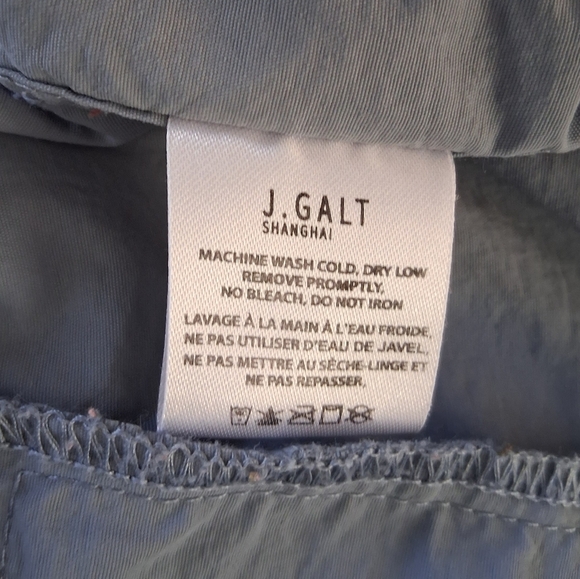 J.GALT
SHANGHAI
MACHINE WASH COLD, DRY LOW
REMOVE PROMPTLY,
NO BLEACH, DO NOT IRON
LAVAGE À LA MAIN À L'EAU FROIDE,
NE PAS UTILISER D'EAU DE JAVEL,
NE PAS METTRE AU SÈCHE-LINGE ET
NE PAS REPASSER.